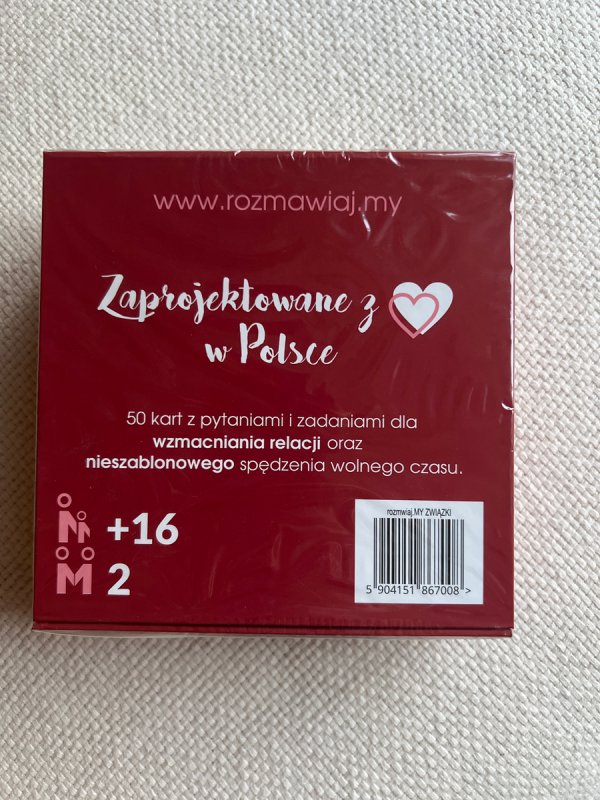 www.rozmawiaj.my
Zaprojektowane z
w Polsce
50 kart z pytaniami i zadaniami dla
wzmacniania relacji oraz
nieszablonowego spędzenia wolnego czasu.
+16
M 2
rozmwiaj.MY ZWIĄZKI
5 904151 867008 >